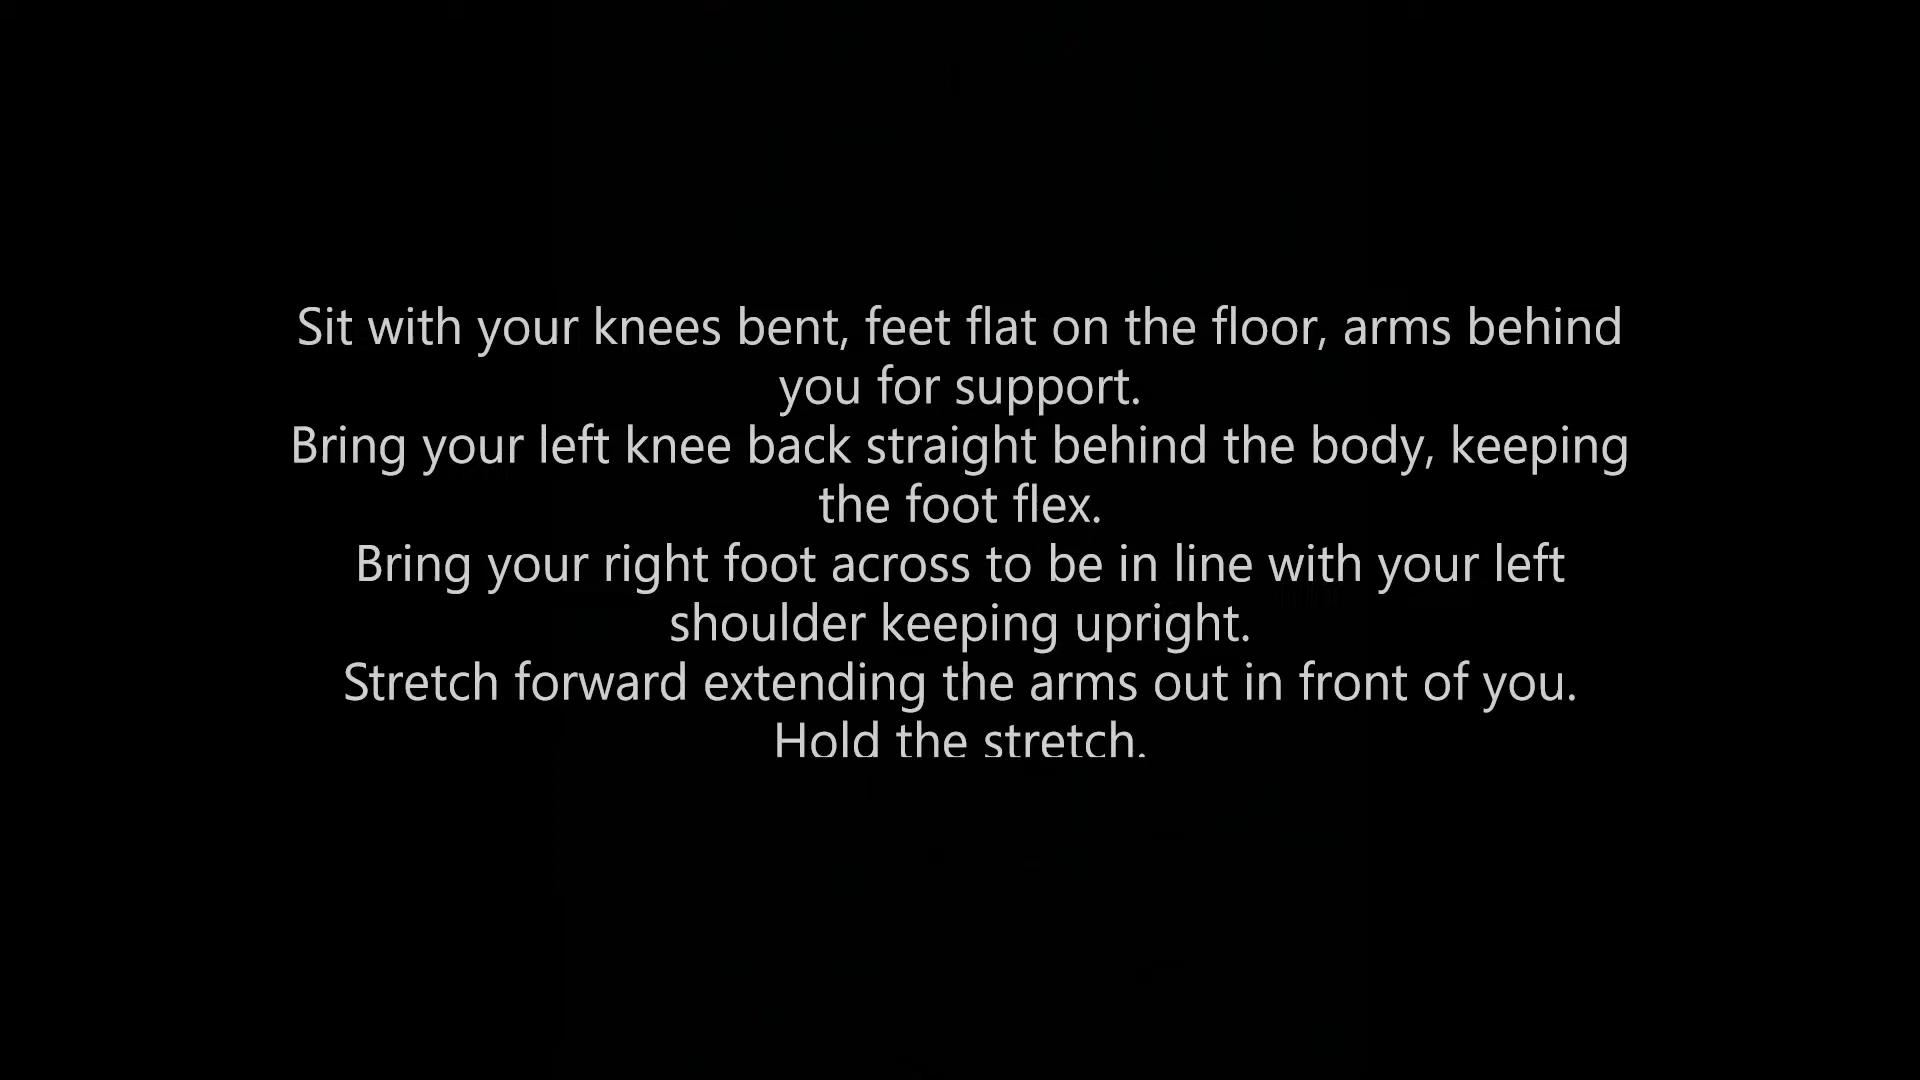 Sit with your knees bent, feet flat on the floor, arms behind
you for support.
Bring your left knee back straight behind the body, keeping
the foot flex.
Bring your right foot across to be in line with your left
shoulder keeping upright.
Stretch forward extending the arms out in front of you.
Hold the stretch.